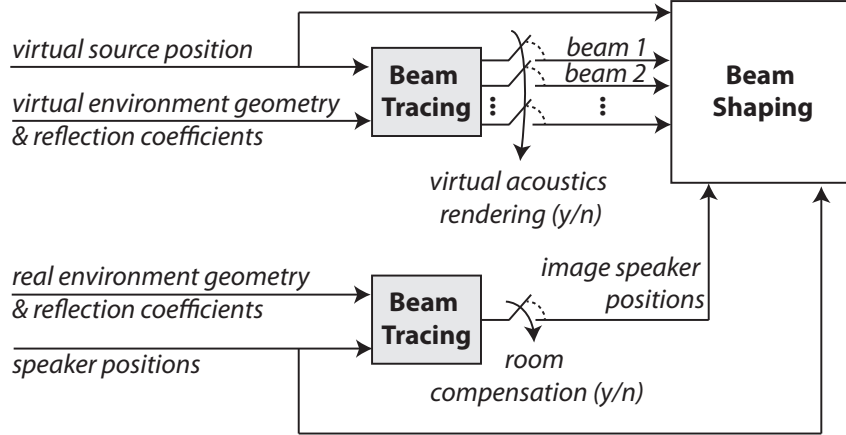 virtual source position
virtual environment geometry
& reflection coefficients
Beam
Tracing
beam 1
beam 2
Beam
Shaping
virtual acoustics
rendering (y/n)
real environment geometry
& reflection coefficients
speaker positions
Beam
Tracing
image speaker
positions
room
compensation (y/n)